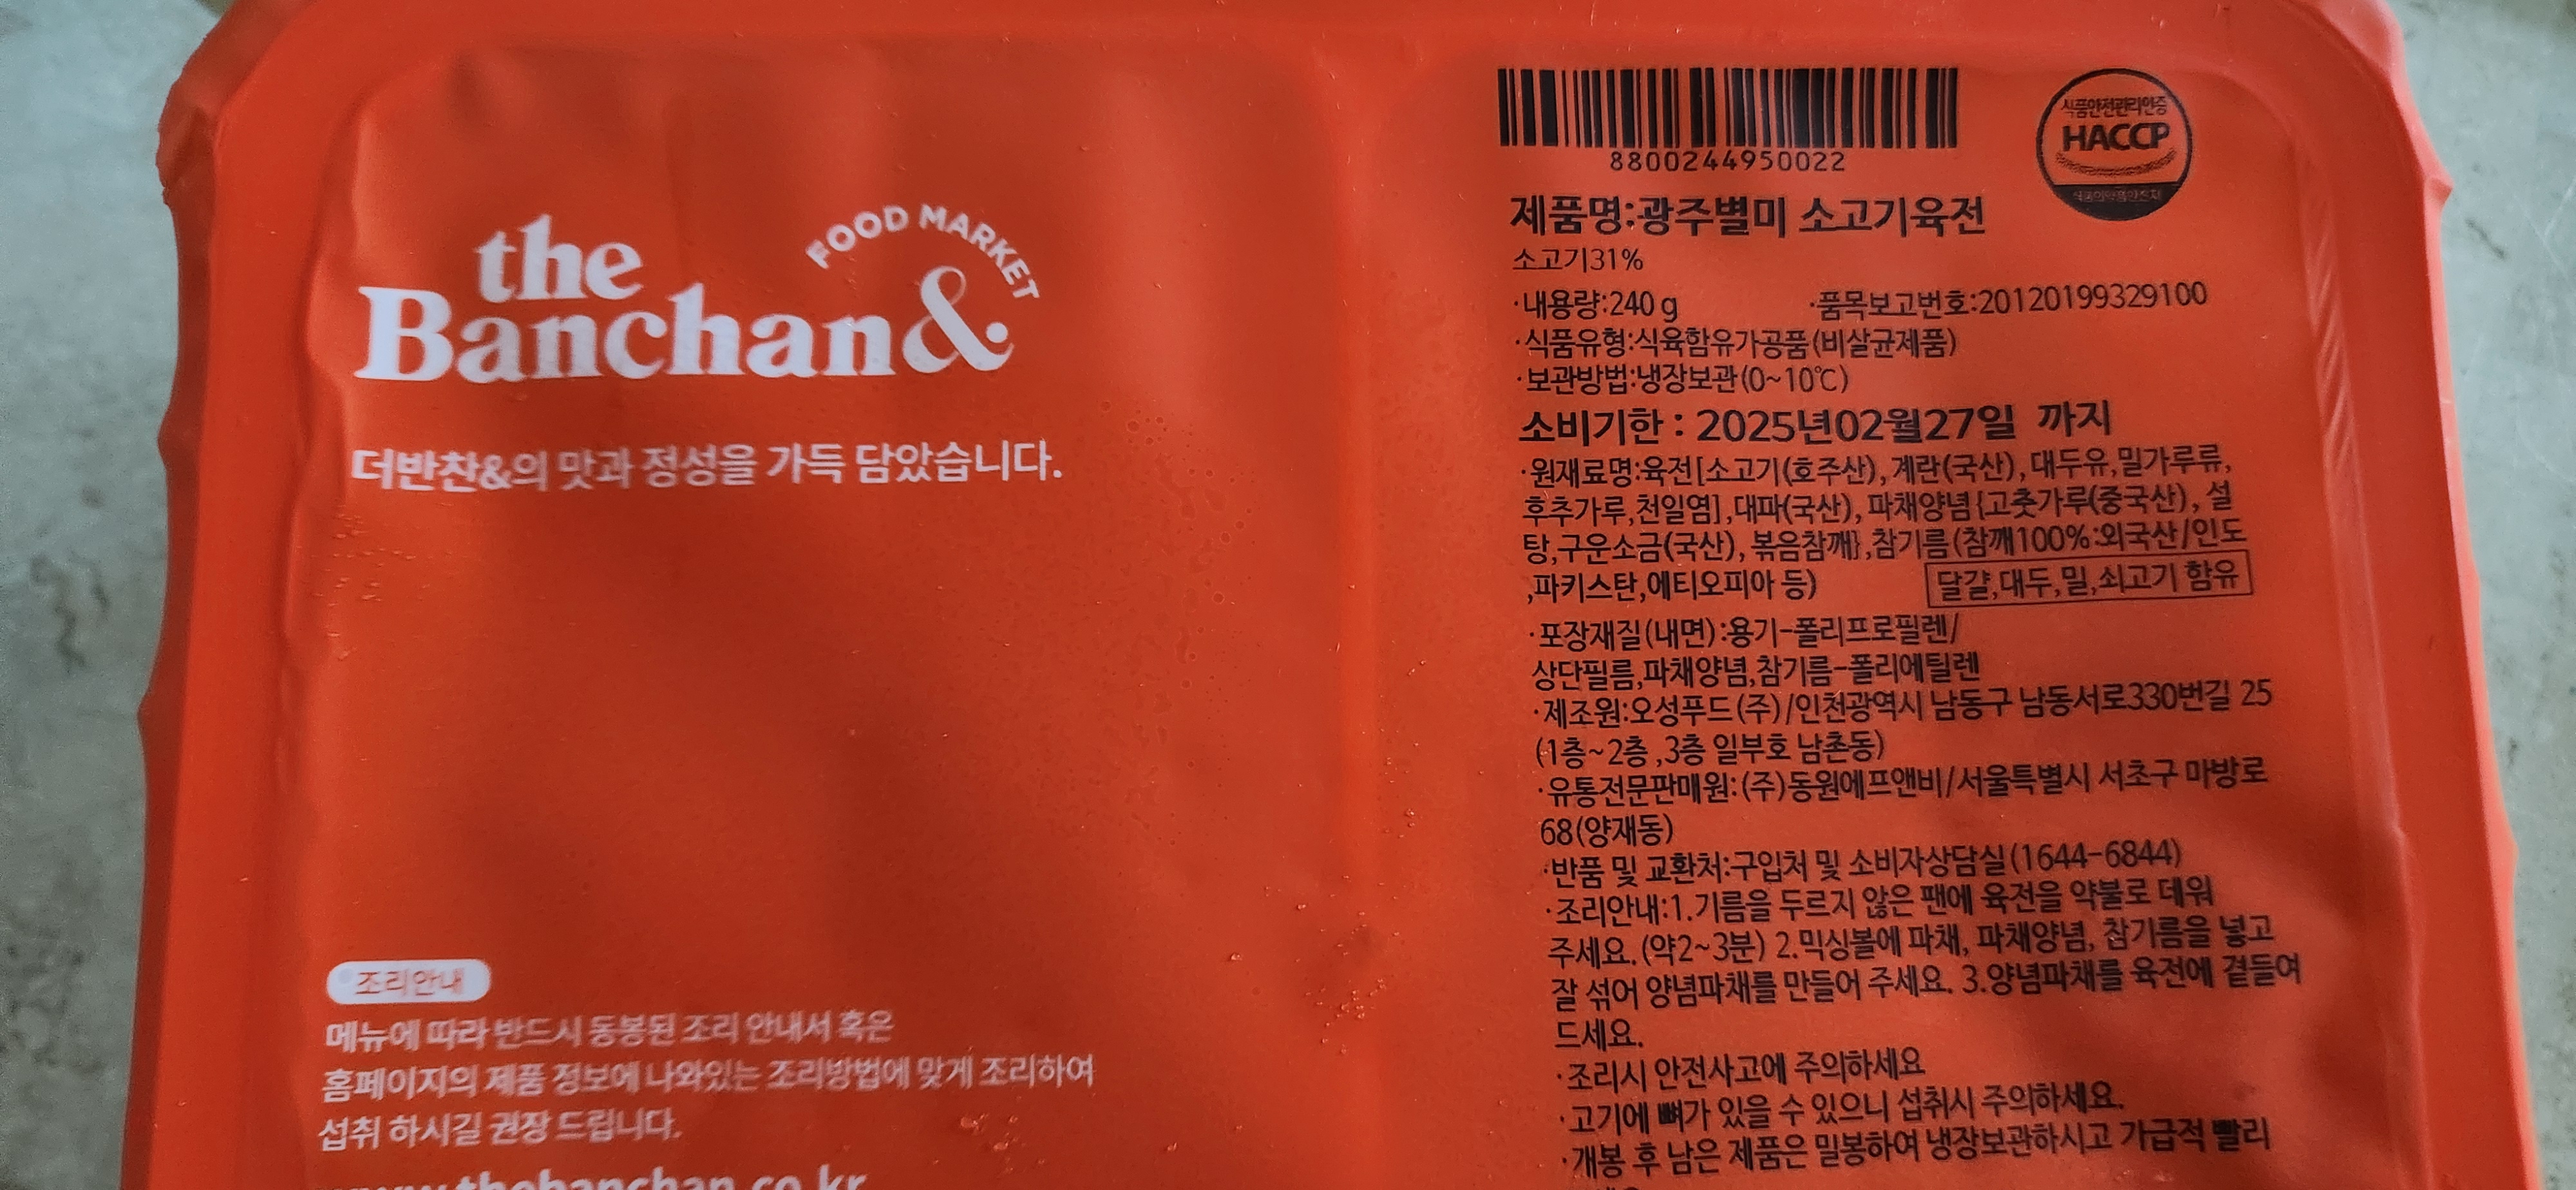 the
Banchan&
FOOD MARKET
더반찬&의 맛과 정성을 가득 담았습니다.
조리안내
메뉴에 따라 반드시 동봉된 조리 안내서 혹은
홈페이지의 제품 정보에 나와있는 조리방법에 맞게 조리하여
섭취 하시길 권장 드립니다.
www.thebanchan.co.kr
8800244950022
식품안전관리인증
HACCP
제품명:광주별미 소고기육전
소고기31%
·내용량:240 g ·품목보고번호:20120199329100
·식품유형:식육함유가공품(비살균제품)
·보관방법:냉장보관(0~10℃)
소비기한 : 2025년02월27일 까지
·원재료명:육전[소고기(호주산),계란(국산),대두유,밀가루류,
후추가루,천일염],대파(국산), 파채양념{고춧가루(중국산), 설
탕,구운소금(국산), 볶음참깨},참기름(참깨100%:외국산/인도
,파키스탄,에티오피아 등)
달걀,대두,밀,쇠고기 함유
·포장재질(내면):용기-폴리프로필렌/
상단필름,파채양념,참기름-폴리에틸렌
·제조원:오성푸드(주)/인천광역시 남동구 남동서로330번길 25
(1층~2층 ,3층 일부호 남촌동)
·유통전문판매원:(주)동원에프앤비/서울특별시 서초구 마방로
68(양재동)
·반품 및 교환처:구입처 및 소비자상담실(1644-6844)
·조리안내:1.기름을 두르지 않은 팬에 육전을 약불로 데워
주세요.(약2~3분) 2.믹싱볼에 파채, 파채양념, 참기름을 넣고
잘 섞어 양념파채를 만들어 주세요. 3.양념파채를 육전에 곁들여
드세요.
·조리시 안전사고에 주의하세요
·고기에 뼈가 있을 수 있으니 섭취시 주의하세요.
·개봉 후 남은 제품은 밀봉하여 냉장보관하시고 가급적 빨리